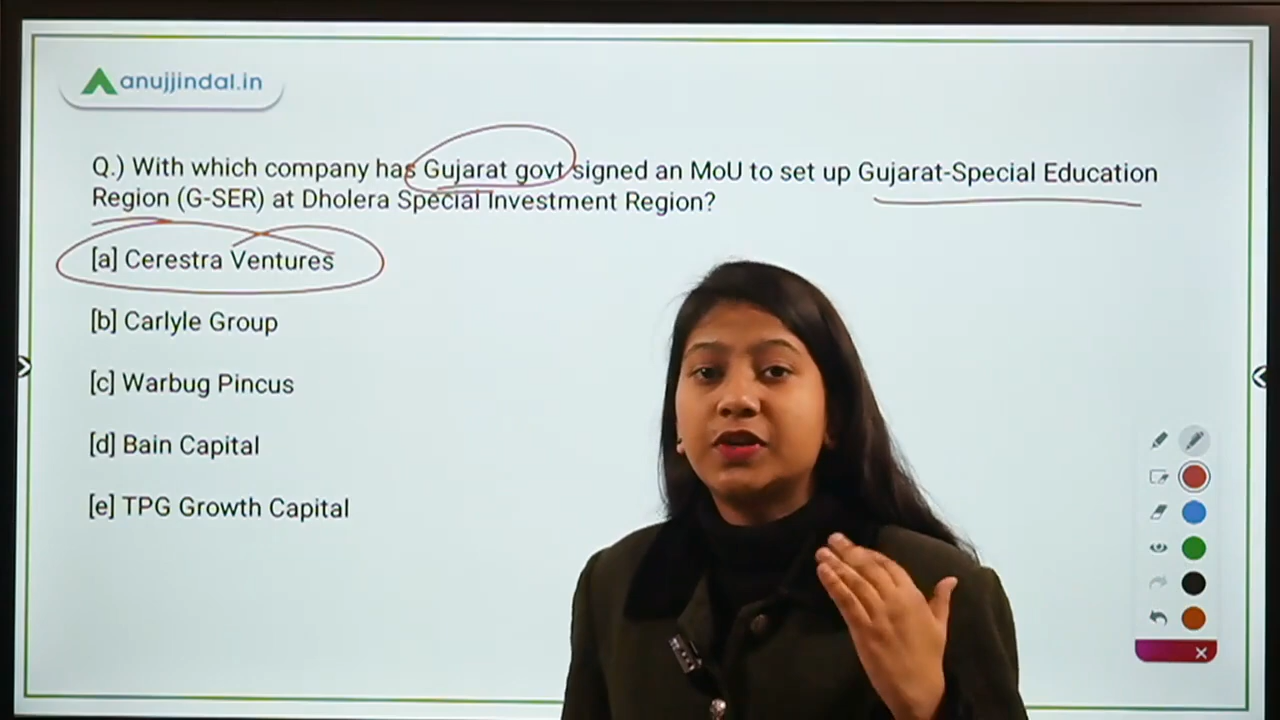 anujjindal.in
Q.) With which company has Gujarat govt signed an MoU to set up Gujarat-Special Education
Region (G-SER) at Dholera Special Investment Region?
[a] Cerestra Ventures
[b] Carlyle Group
[c] Warbug Pincus
[d] Bain Capital
[e] TPG Growth Capital